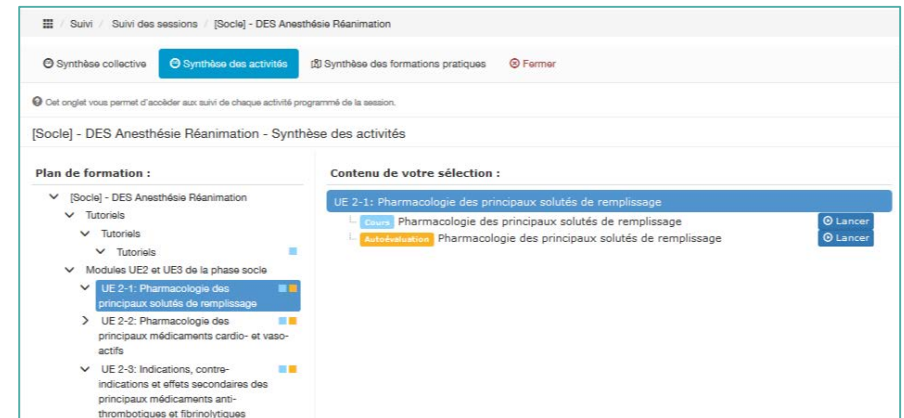 / Suivi / Suivi des sessions / [Socle] - DES Anesthésie Réanimation
Synthèse collective
Synthèse des activités
Synthèse des formations pratiques
Fermer
Cet onglet vous permet d'accéder aux suivi de chaque activité programmé de la session.
[Socle] - DES Anesthésie Réanimation - Synthèse des activités
Plan de formation :
[Socle] - DES Anesthésie Réanimation
Tutoriels
Tutoriels
Tutoriels
Modules UE2 et UE3 de la phase socle
UE 2-1: Pharmacologie des
principaux solutés de remplissage
UE 2-2: Pharmacologie des
principaux médicaments cardio- et vaso-
actifs
UE 2-3: Indications, contre-
indications et effets secondaires des
principaux médicaments anti-
thrombotiques et fibrinolytiques
Contenu de votre sélection :
UE 2-1: Pharmacologie des principaux solutés de remplissage
Cours Pharmacologie des principaux solutés de remplissage Lancer
Autoévaluation Pharmacologie des principaux solutés de remplissage Lancer